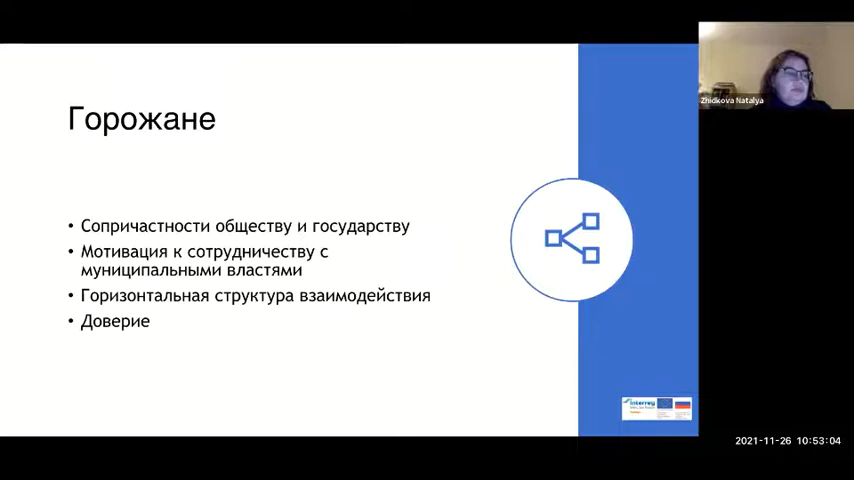 Горожане
• Сопричастности обществу и государству
• Мотивация к сотрудничеству с
муниципальными властями
• Горизонтальная структура взаимодействия
• Доверие
Zhidkova Natalya
interreg
2021-11-26 10:53:04